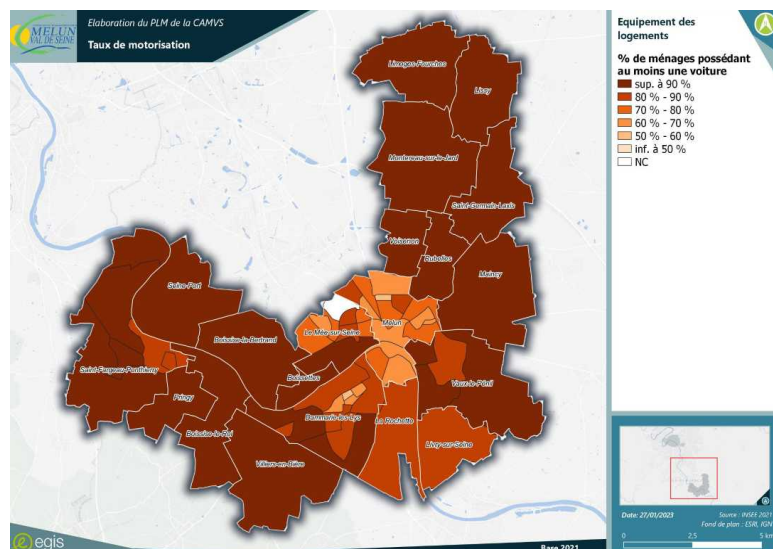 MELUN
VAL DE SEINE
Elaboration du PLM de la CAMVS
Taux de motorisation
Equipement des
logements
% de ménages possédant
au moins une voiture
sup. à 90 %
80 % - 90 %
70 % - 80 %
60 % - 70 %
50 % - 60 %
inf. à 50 %
NC
Limoges-Fourches
Lissy
Montereau-sur-le-Jard
Saint-Germain-Laxis
Voisenon
Rubelles
Maincy
Seine-Port
Melun
Le Mée-sur-Seine
Boissise-la-Bertrand
Saint-Fargeau-Ponthierry
Boissettes
Vaux-le-Pénil
Pringy
Dammarie-les-Lys
La Rochette
Boissise-le-Roi
Livry-sur-Seine
Villiers-en-Bière
Date: 27/01/2023
Source : INSEE 2021
Fond de plan : ESRI, IGN
0 2,5 5 km
egis
Base 2021